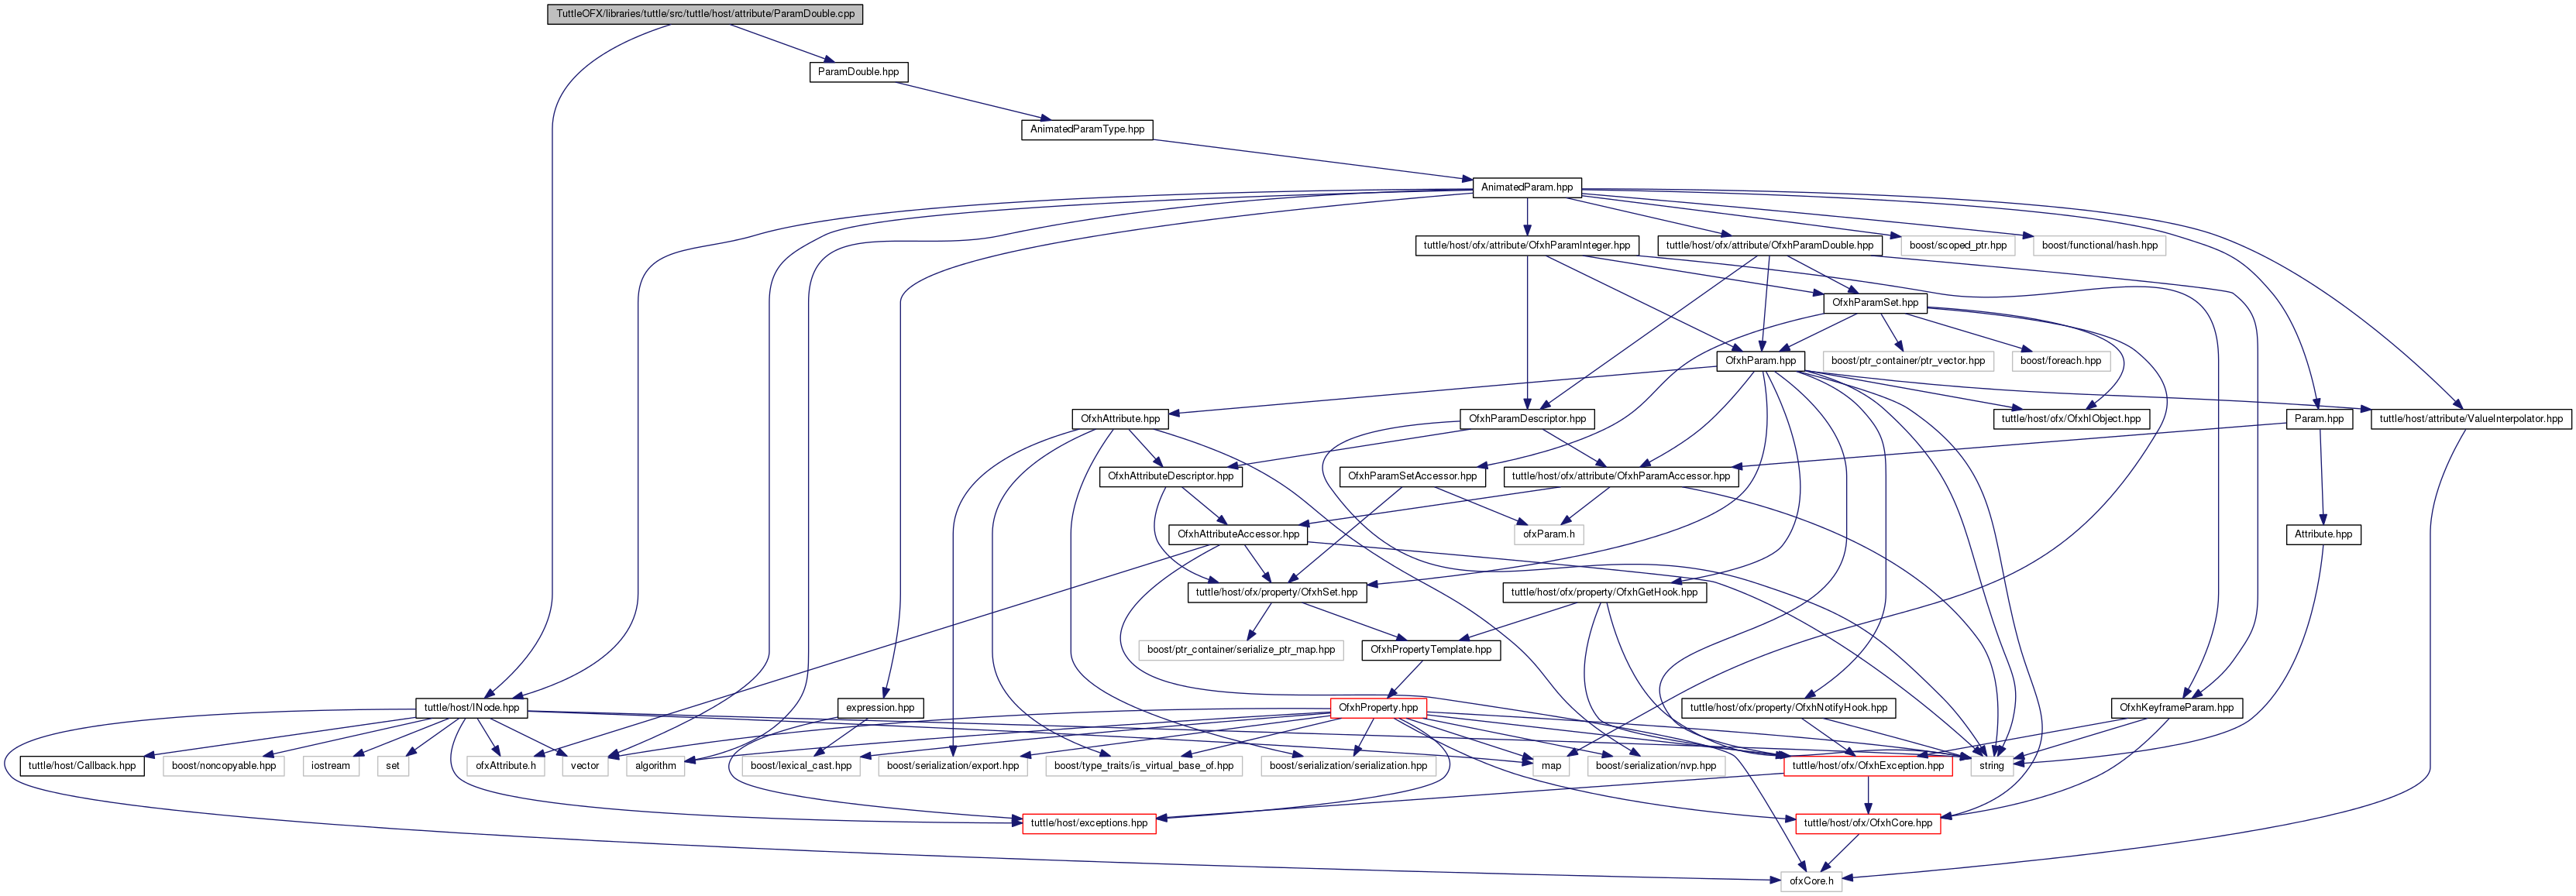 TuttleOFX/libraries/tuttle/src/tuttle/host/attribute/ParamDouble.cpp
ParamDouble.hpp
AnimatedParamType.hpp
AnimatedParam.hpp
tuttle/host/ofx/attribute/OfxhParamInteger.hpp
tuttle/host/ofx/attribute/OfxhParamDouble.hpp
boost/scoped_ptr.hpp
boost/functional/hash.hpp
OfxhParamSet.hpp
OfxhParam.hpp
boost/ptr_container/ptr_vector.hpp
boost/foreach.hpp
OfxhAttribute.hpp
OfxhParamDescriptor.hpp
tuttle/host/ofx/OfxhIObject.hpp
Param.hpp
tuttle/host/attribute/ValueInterpolator.hpp
OfxhAttributeDescriptor.hpp
OfxhParamSetAccessor.hpp
tuttle/host/ofx/attribute/OfxhParamAccessor.hpp
OfxhAttributeAccessor.hpp
ofxParam.h
Attribute.hpp
tuttle/host/ofx/property/OfxhSet.hpp
tuttle/host/ofx/property/OfxhGetHook.hpp
boost/ptr_container/serialize_ptr_map.hpp
OfxhPropertyTemplate.hpp
tuttle/host/INode.hpp
expression.hpp
OfxhProperty.hpp
tuttle/host/ofx/property/OfxhNotifyHook.hpp
OfxhKeyframeParam.hpp
tuttle/host/Callback.hpp
boost/noncopyable.hpp
iostream
set
ofxAttribute.h
vector
algorithm
boost/lexical_cast.hpp
boost/serialization/export.hpp
boost/type_traits/is_virtual_base_of.hpp
boost/serialization/serialization.hpp
map
boost/serialization/nvp.hpp
tuttle/host/ofx/OfxhException.hpp
string
tuttle/host/exceptions.hpp
tuttle/host/ofx/OfxhCore.hpp
ofxCore.h